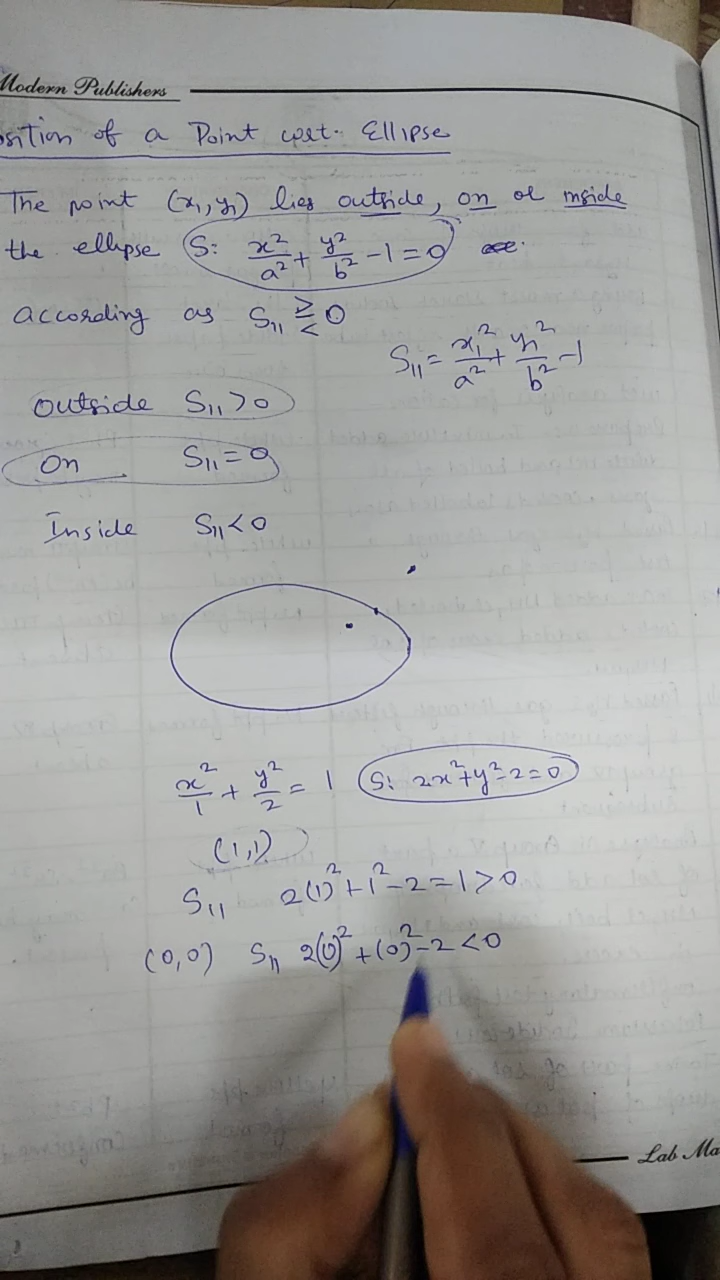 Modern Publishers
osition of a Point w.r.t. Ellipse
The point (x₁, y₁) lies outside, on or inside
the ellipse S: x²/a² + y²/b² - 1 = 0
according as S₁₁ ⋛ 0
S₁₁ = x₁²/a² + y₁²/b² - 1
Outside S₁₁ > 0
On S₁₁ = 0
Inside S₁₁ < 0
x²/1 + y²/2 = 1 S: 2x² + y² - 2 = 0
(1,1)
S₁₁ 2(1)² + 1² - 2 = 1 > 0
(0,0) S₁₁ 2(0)² + (0)² - 2 < 0
Lab Ma